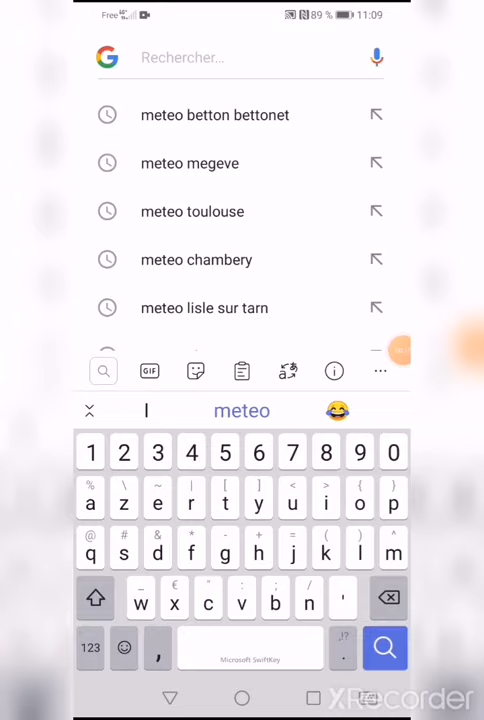 Free 4G+ 89 % 11:09
G Rechercher...
meteo betton bettonet
meteo megeve
meteo toulouse
meteo chambery
meteo lisle sur tarn
GIF
I meteo 😂
1 2 3 4 5 6 7 8 9 0
% \ ~ | [ ] < > { }
a z e r t y u i o p
@ # & * - + = ( ) ^
q s d f g h j k l m
_ € " : ; /
w x c v b n '
123 , Microsoft SwiftKey ,!? .
XRecorder